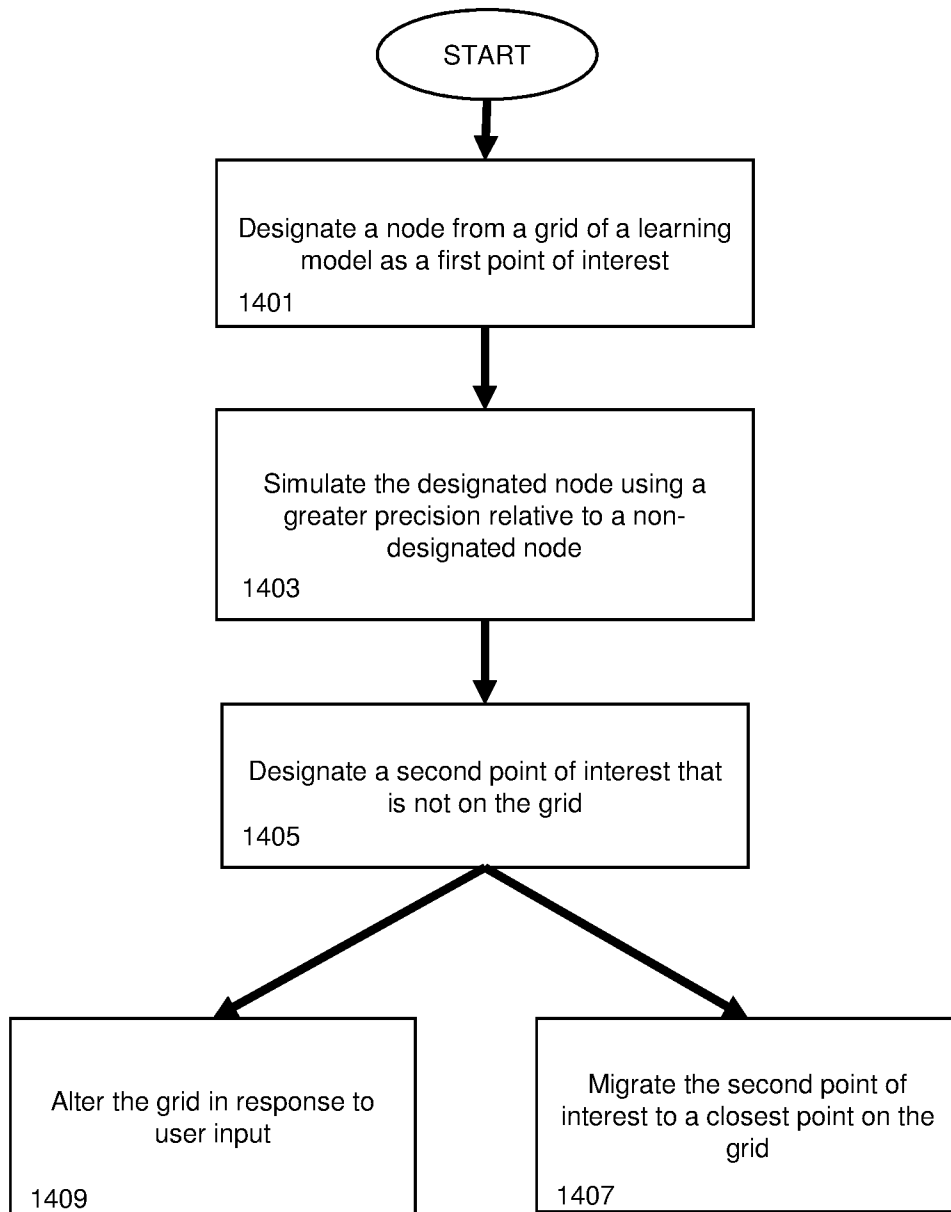 START
Designate a node from a grid of a learning
model as a first point of interest
1401
Simulate the designated node using a
greater precision relative to a non-
designated node
1403
Designate a second point of interest that
is not on the grid
1405
Alter the grid in response to
user input
1409
Migrate the second point of
interest to a closest point on the
grid
1407